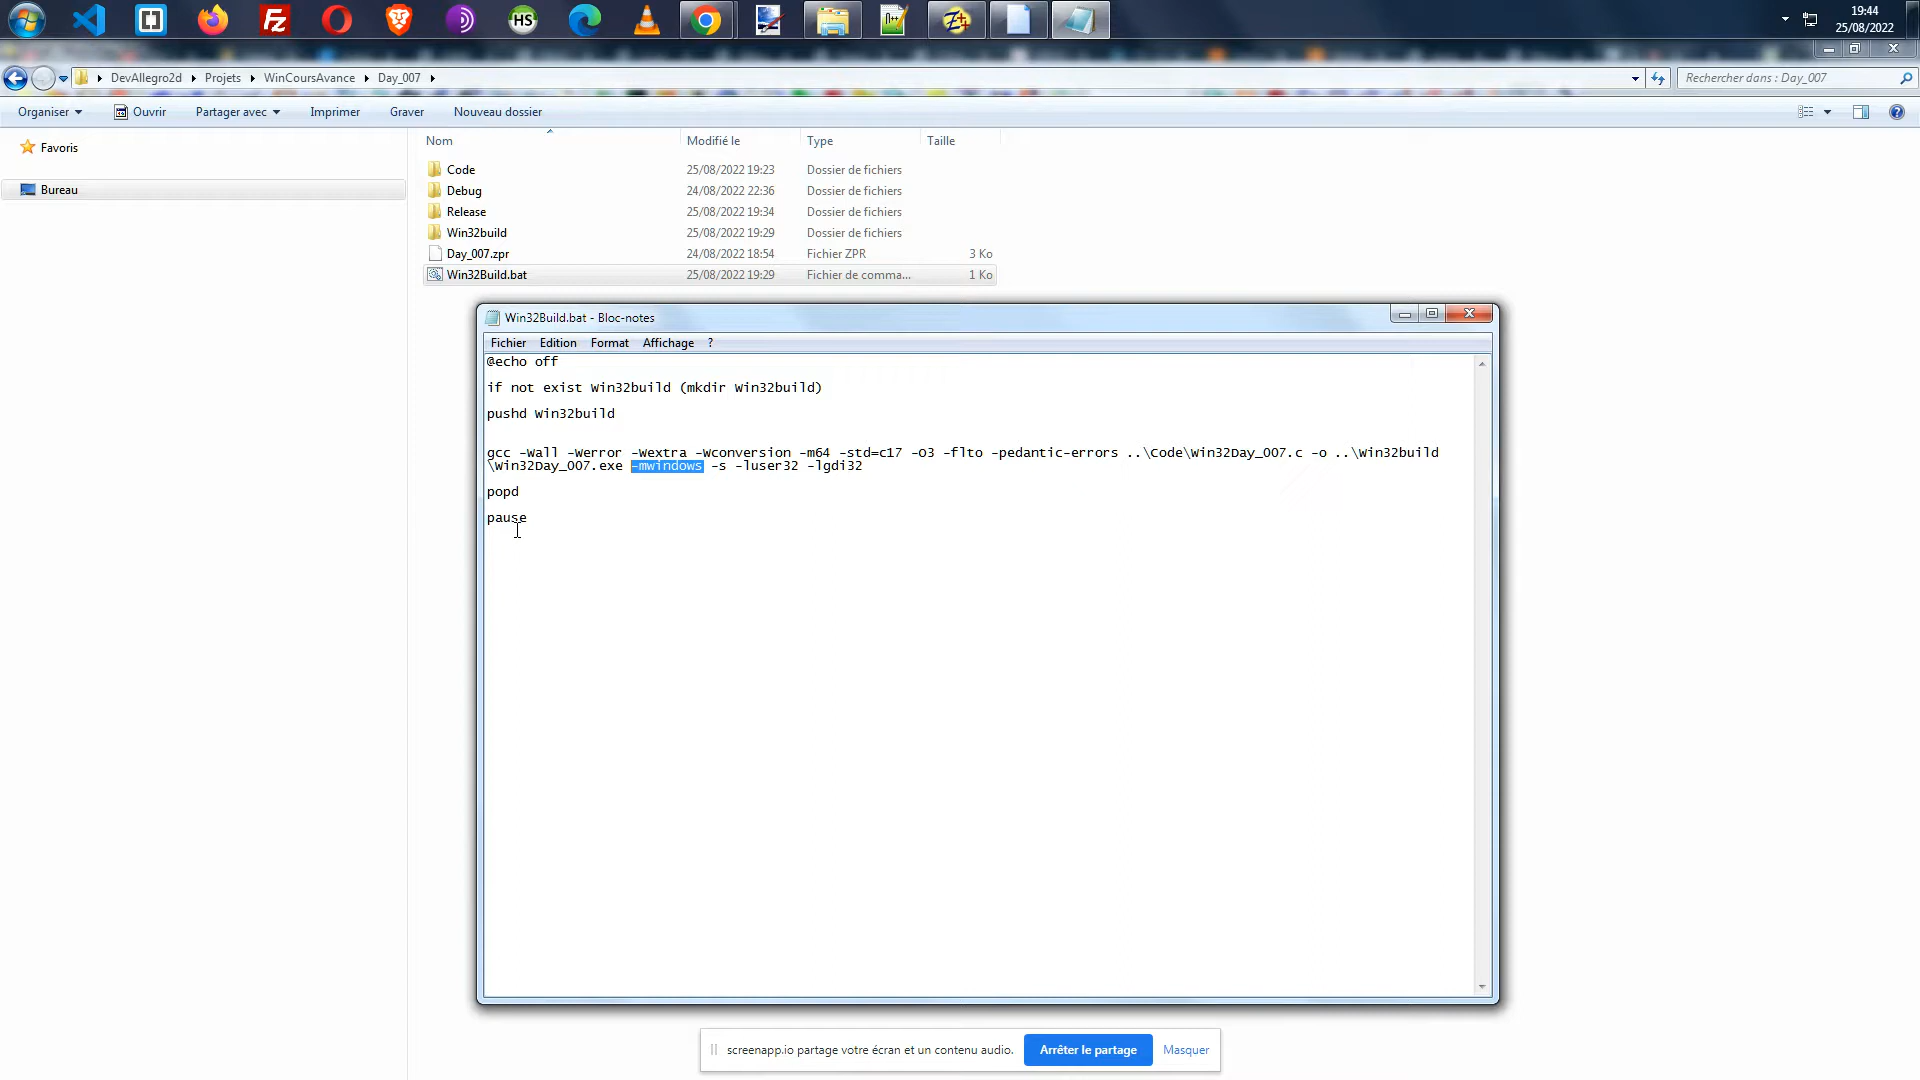 HS
19:44
25/08/2022
DevAllegro2d
Projets
WinCoursAvance
Day_007
Rechercher dans : Day_007
Organiser
Ouvrir
Partager avec
Imprimer
Graver
Nouveau dossier
Favoris
Bureau
Nom
Modifié le
Type
Taille
Code
25/08/2022 19:23
Dossier de fichiers
Debug
24/08/2022 22:36
Dossier de fichiers
Release
25/08/2022 19:34
Dossier de fichiers
Win32build
25/08/2022 19:29
Dossier de fichiers
Day_007.zpr
24/08/2022 18:54
Fichier ZPR
3 Ko
Win32Build.bat
25/08/2022 19:29
Fichier de comma...
1 Ko
Win32Build.bat - Bloc-notes
Fichier
Edition
Format
Affichage
?
@echo off
if not exist Win32build (mkdir Win32build)
pushd Win32build
gcc -Wall -Werror -Wextra -Wconversion -m64 -std=c17 -O3 -flto -pedantic-errors ..\Code\Win32Day_007.c -o ..\Win32build
\Win32Day_007.exe -mwindows -s -luser32 -lgdi32
popd
pause
screenapp.io partage votre écran et un contenu audio.
Arrêter le partage
Masquer